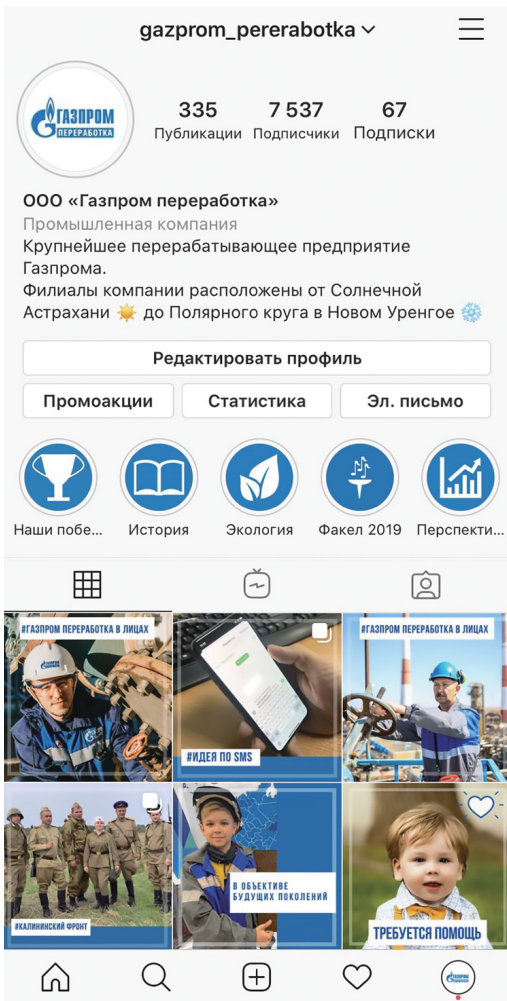 gazprom_pererabotka
ГАЗПРОМ
ПЕРЕРАБОТКА
335 7 537 67
Публикации Подписчики Подписки
ООО «Газпром переработка»
Промышленная компания
Крупнейшее перерабатывающее предприятие
Газпрома.
Филиалы компании расположены от Солнечной
Астрахани ☀️ до Полярного круга в Новом Уренгое ❄️
Редактировать профиль
Промоакции Статистика Эл. письмо
Наши побе... История Экология Факел 2019 Перспекти...
#ГАЗПРОМ ПЕРЕРАБОТКА В ЛИЦАХ
#ИДЕЯ ПО SMS
#ГАЗПРОМ ПЕРЕРАБОТКА В ЛИЦАХ
#КАЛИНИНСКИЙ ФРОНТ
В ОБЪЕКТИВЕ
БУДУЩИХ ПОКОЛЕНИЙ
ТРЕБУЕТСЯ ПОМОЩЬ